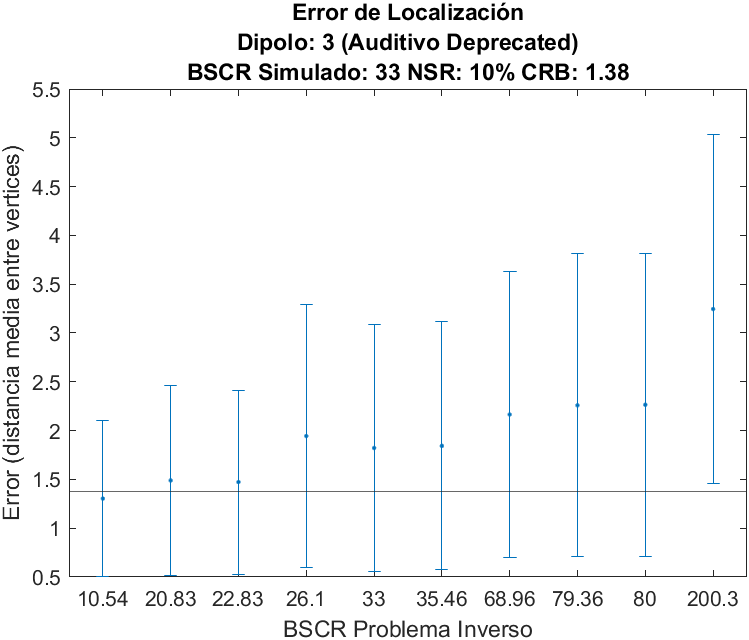 Error de Localización
Dipolo: 3 (Auditivo Deprecated)
BSCR Simulado: 33 NSR: 10% CRB: 1.38
5.5
5
4.5
4
3.5
3
2.5
2
1.5
1
0.5
Error (distancia media entre vertices)
10.54 20.83 22.83 26.1 33 35.46 68.96 79.36 80 200.3
BSCR Problema Inverso